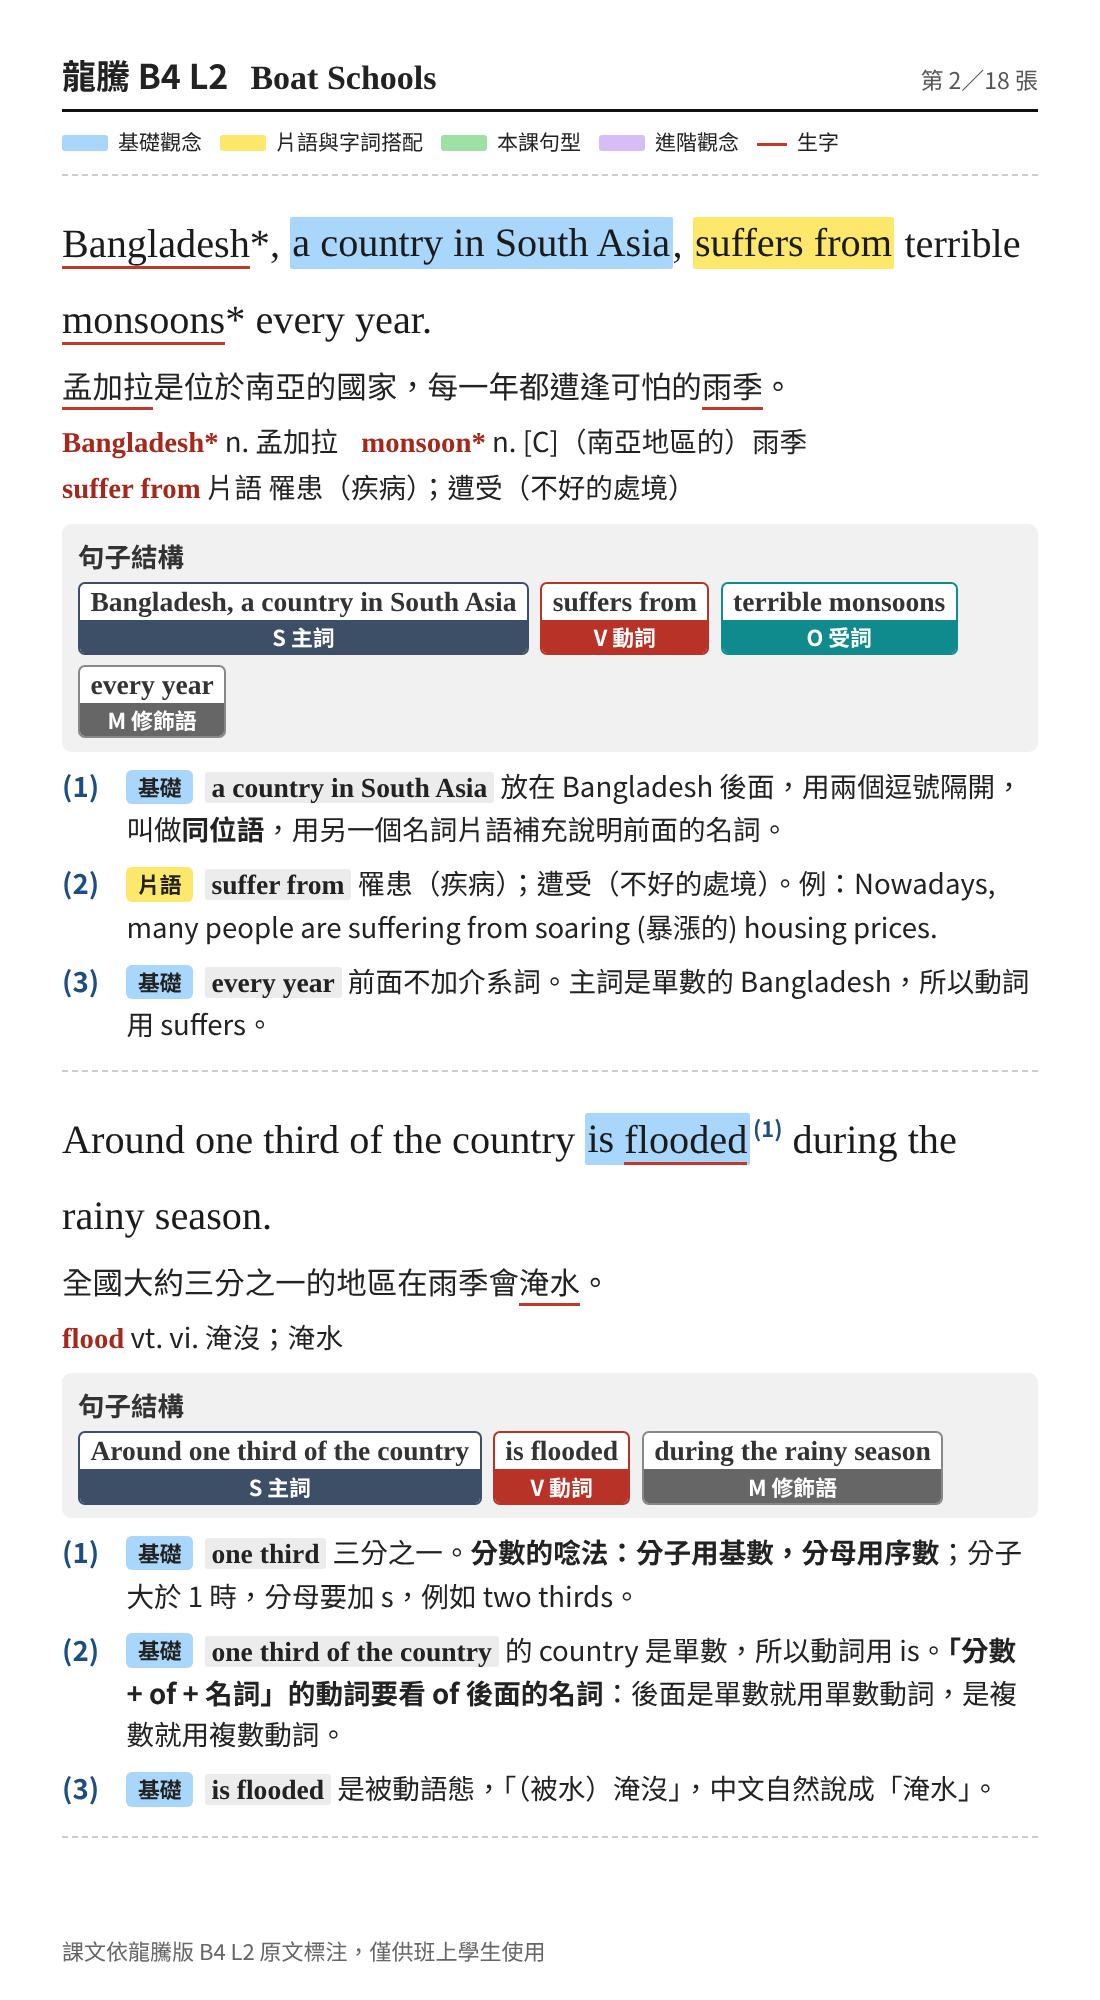 龍騰 B4 L2 Boat Schools
第 2／18 張
基礎觀念 片語與字詞搭配 本課句型 進階觀念 生字
Bangladesh*, a country in South Asia, suffers from terrible
monsoons* every year.
孟加拉是位於南亞的國家，每一年都遭逢可怕的雨季。
Bangladesh* n. 孟加拉 monsoon* n. [C]（南亞地區的）雨季
suffer from 片語 罹患（疾病）；遭受（不好的處境）
句子結構
Bangladesh, a country in South Asia suffers from terrible monsoons
S 主詞 V 動詞 O 受詞
every year
M 修飾語
(1) 基礎 a country in South Asia 放在 Bangladesh 後面，用兩個逗號隔開，
叫做同位語，用另一個名詞片語補充說明前面的名詞。
(2) 片語 suffer from 罹患（疾病）；遭受（不好的處境）。例：Nowadays,
many people are suffering from soaring (暴漲的) housing prices.
(3) 基礎 every year 前面不加介系詞。主詞是單數的 Bangladesh，所以動詞
用 suffers。
Around one third of the country is flooded(1) during the
rainy season.
全國大約三分之一的地區在雨季會淹水。
flood vt. vi. 淹沒；淹水
句子結構
Around one third of the country is flooded during the rainy season
S 主詞 V 動詞 M 修飾語
(1) 基礎 one third 三分之一。分數的唸法：分子用基數，分母用序數；分子
大於 1 時，分母要加 s，例如 two thirds。
(2) 基礎 one third of the country 的 country 是單數，所以動詞用 is。「分數
+ of + 名詞」的動詞要看 of 後面的名詞：後面是單數就用單數動詞，是複
數就用複數動詞。
(3) 基礎 is flooded 是被動語態，「（被水）淹沒」，中文自然說成「淹水」。
課文依龍騰版 B4 L2 原文標注，僅供班上學生使用